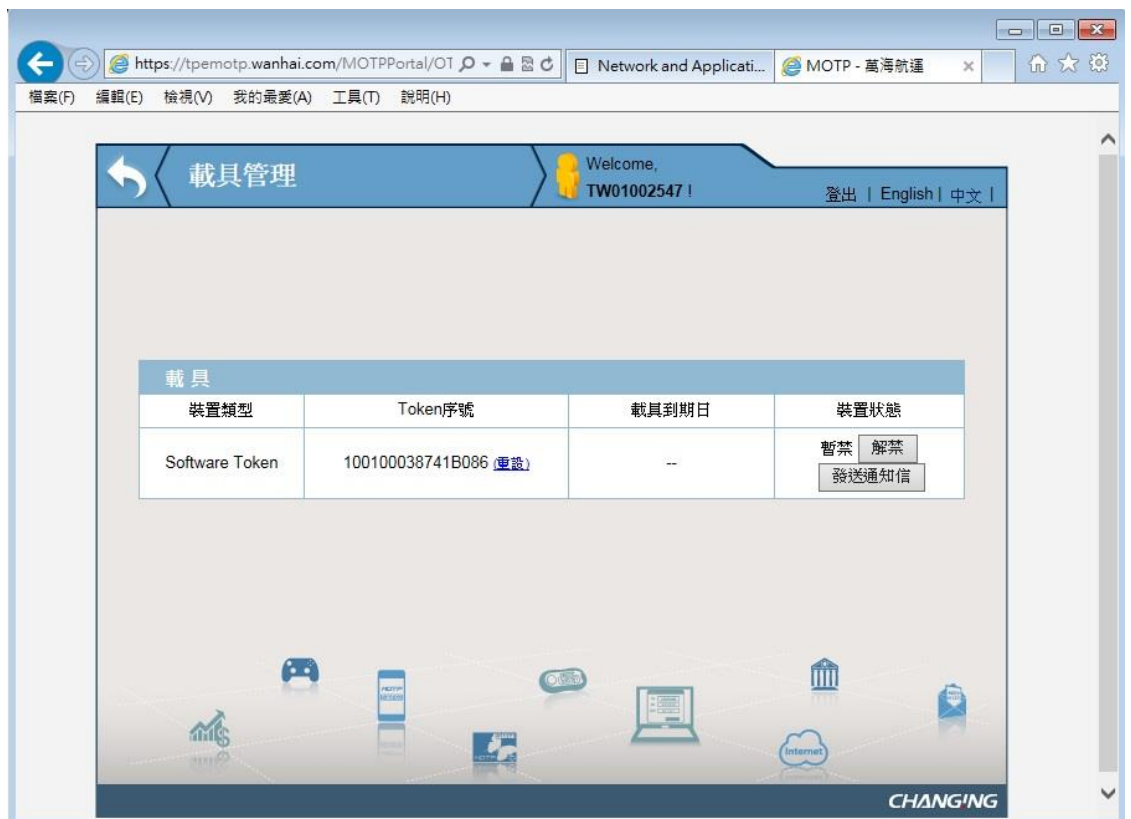 https://tpemotp.wanhai.com/MOTPPortal/OT
Network and Applicati...
MOTP - 萬海航運
檔案(F) 編輯(E) 檢視(V) 我的最愛(A) 工具(T) 說明(H)
載具管理
Welcome,
TW01002547 !
登出 | English | 中文 |
載具
裝置類型 Token序號 載具到期日 裝置狀態
Software Token 100100038741B086 (重設) -- 暫禁 解禁
發送通知信
Internet
CHANGING